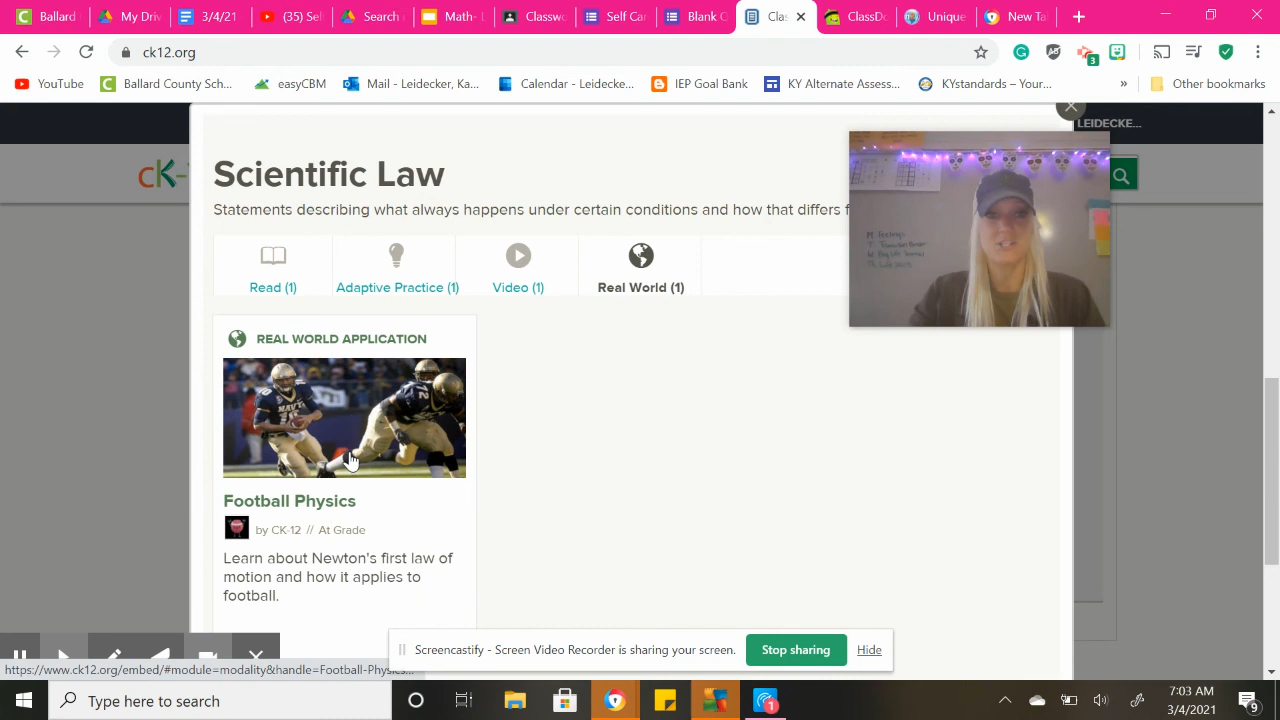 Ballard
My Driv
3/4/21
(35) Sel
Search r
Math- L
Classwo
Self Car
Blank Q
Clas
ClassDo
Unique
New Ta
ck12.org
3
YouTube
Ballard County Sch...
easyCBM
Mail - Leidecker, Ka...
Calendar - Leidecke...
IEP Goal Bank
KY Alternate Assess...
KYstandards – Your...
»
Other bookmarks
LEIDECKE...
cK-
Scientific Law
Statements describing what always happens under certain conditions and how that differs f
Read (1)
Adaptive Practice (1)
Video (1)
Real World (1)
REAL WORLD APPLICATION
NAVY
72
Football Physics
by CK-12 // At Grade
Learn about Newton's first law of
motion and how it applies to
football.
Screencastify - Screen Video Recorder is sharing your screen.
Stop sharing
Hide
https://www.ck12.org/embed/#module=modality&handle=Football-Physics...
Type here to search
1
7:03 AM
3/4/2021
9